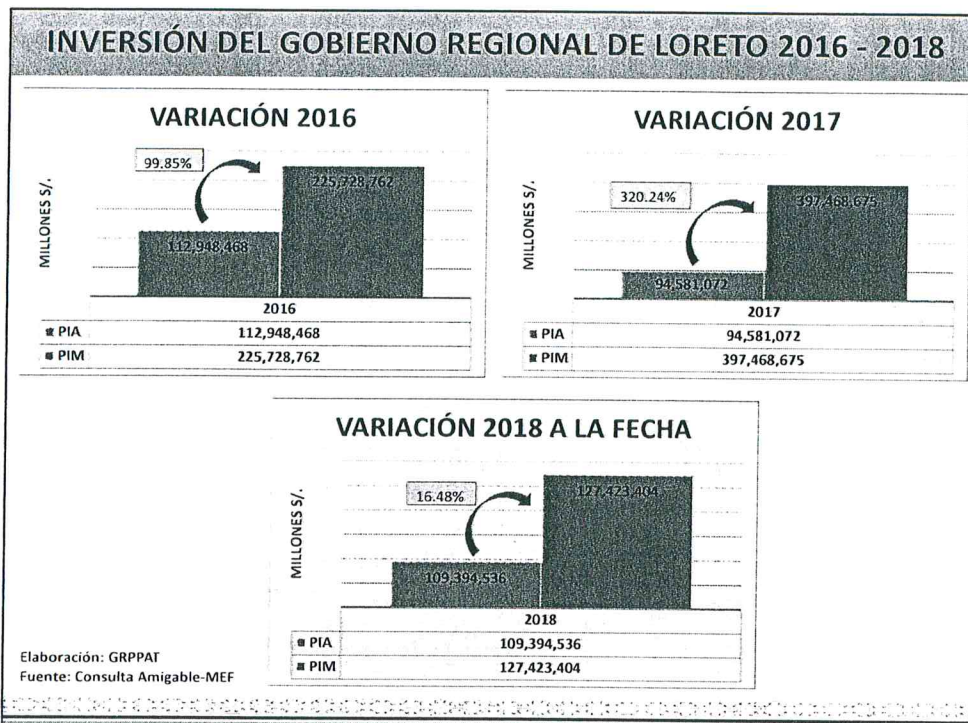 INVERSIÓN DEL GOBIERNO REGIONAL DE LORETO 2016 - 2018
VARIACIÓN 2016
99.85%
225,728,762
112,948,468
MILLONES S/.
2016
PIA 112,948,468
PIM 225,728,762
VARIACIÓN 2017
320.24%
397,468,675
94,581,072
MILLONES S/.
2017
PIA 94,581,072
PIM 397,468,675
VARIACIÓN 2018 A LA FECHA
16.48%
127,423,404
109,394,536
MILLONES S/.
2018
PIA 109,394,536
PIM 127,423,404
Elaboración: GRPPAT
Fuente: Consulta Amigable-MEF